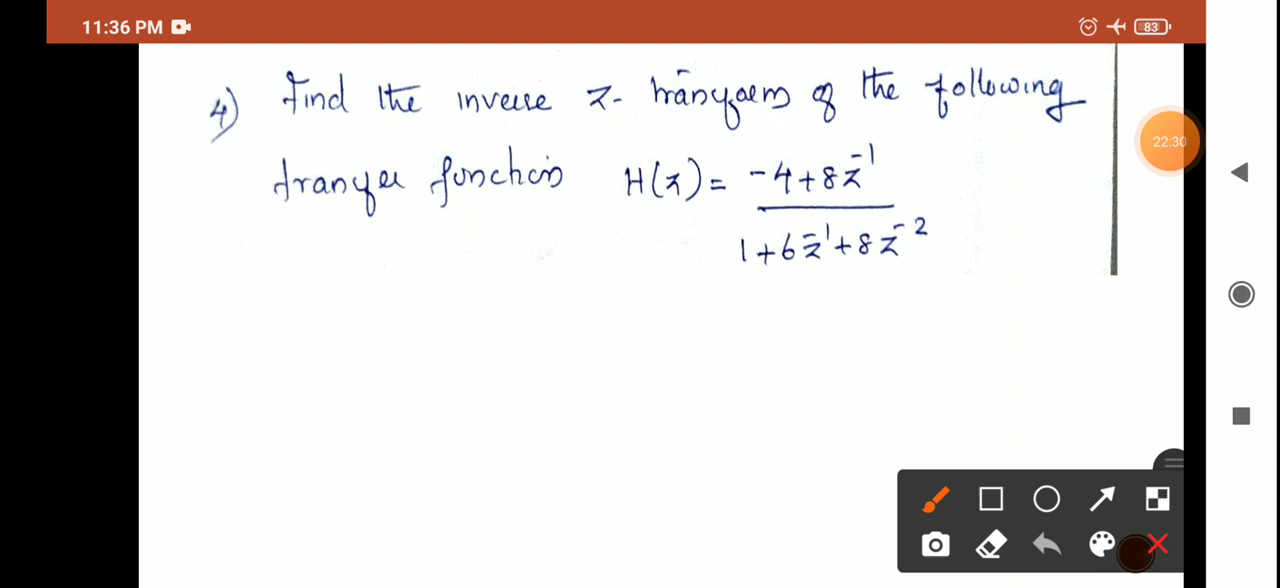 11:36 PM
83
4) Find the inverse z- transform of the following
transfer function H(z) = -4+8z⁻¹
1+6z⁻¹+8z⁻²
22:30